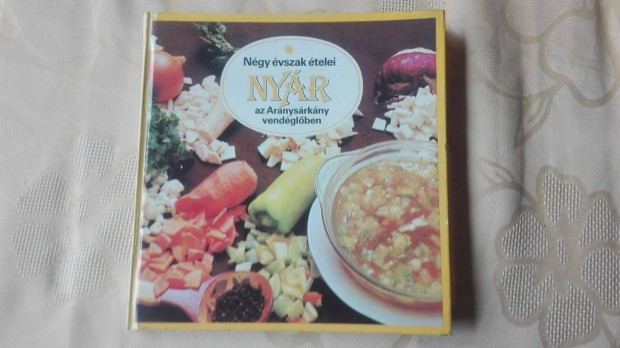 Négy évszak ételei
NYÁR
az Aranysárkány
vendéglőben